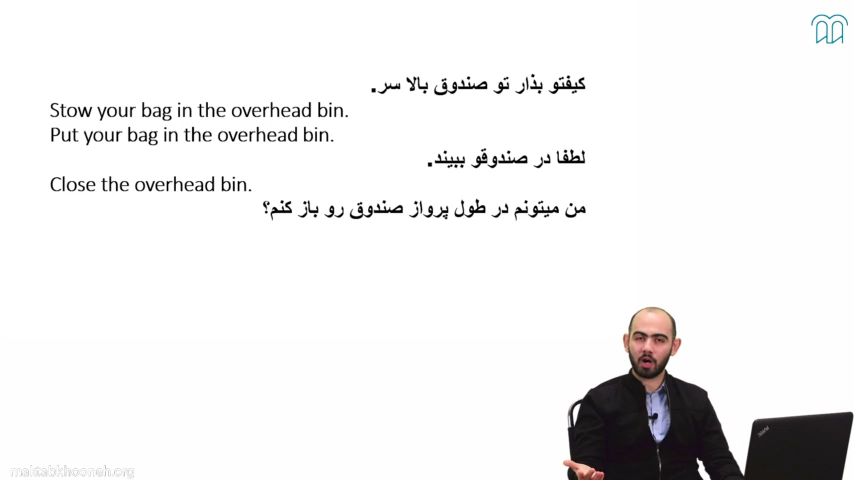 کیفتو بذار تو صندوق بالا سر.
Stow your bag in the overhead bin.
Put your bag in the overhead bin.
لطفا در صندوقو ببیند.
Close the overhead bin.
من میتونم در طول پرواز صندوق رو باز کنم؟
maktabkhooneh.org